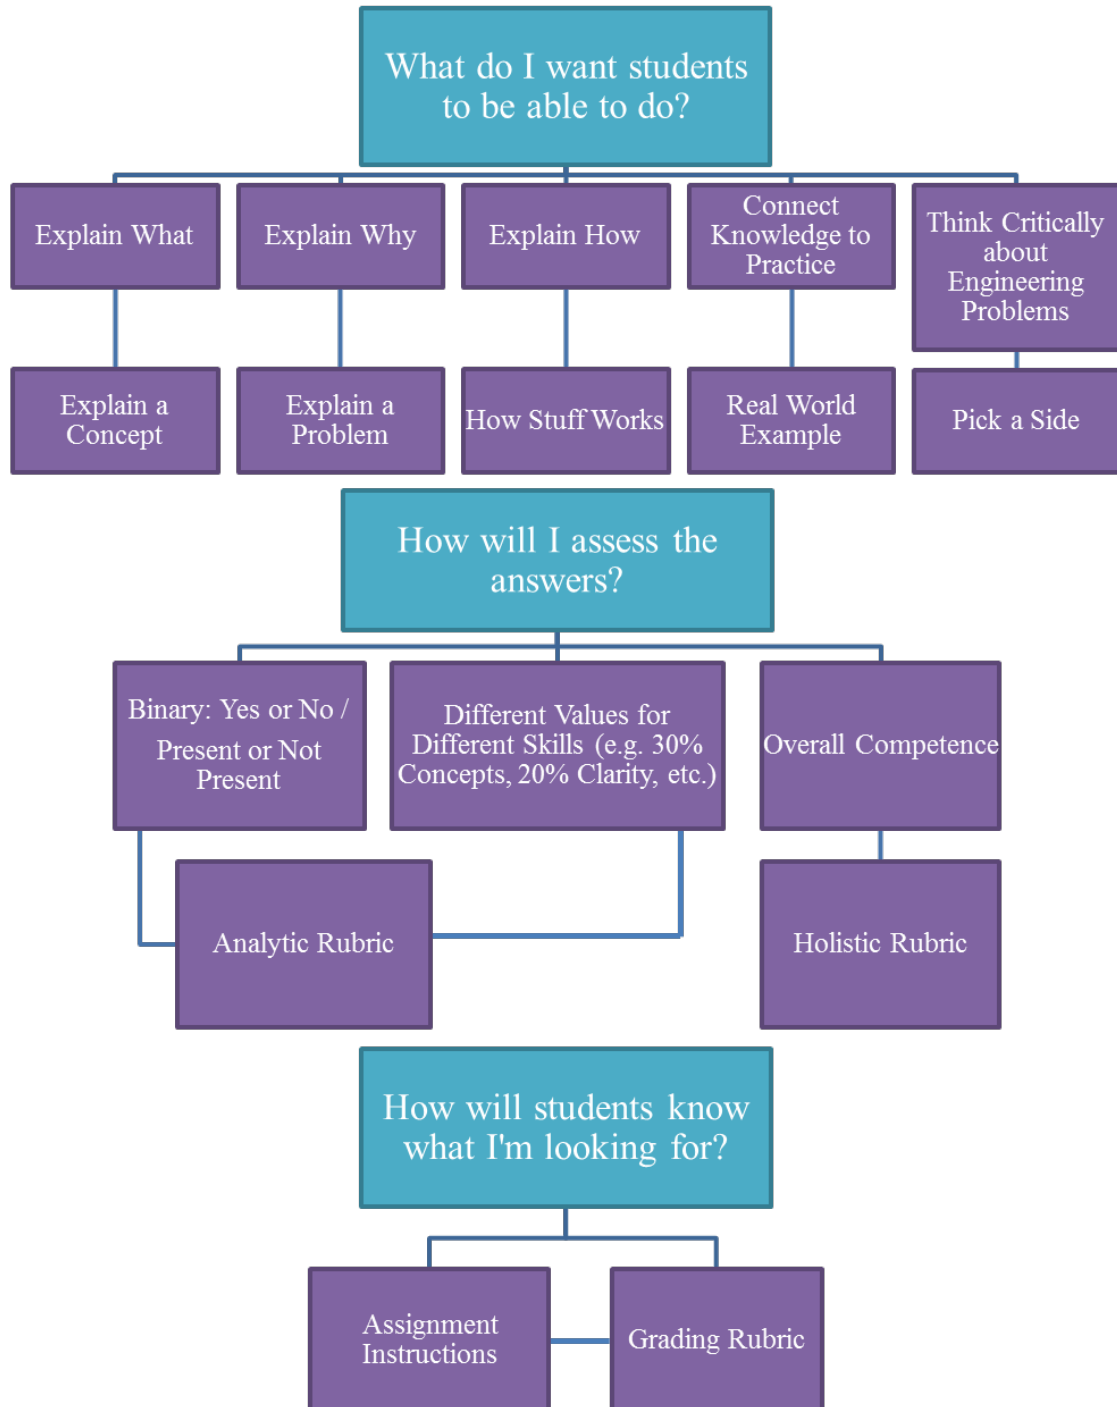 What do I want students
to be able to do?
Explain What
Explain Why
Explain How
Connect
Knowledge to
Practice
Think Critically
about
Engineering
Problems
Explain a
Concept
Explain a
Problem
How Stuff Works
Real World
Example
Pick a Side
How will I assess the
answers?
Binary: Yes or No /
Present or Not
Present
Different Values for
Different Skills (e.g. 30%
Concepts, 20% Clarity, etc.)
Overall Competence
Analytic Rubric
Holistic Rubric
How will students know
what I'm looking for?
Assignment
Instructions
Grading Rubric